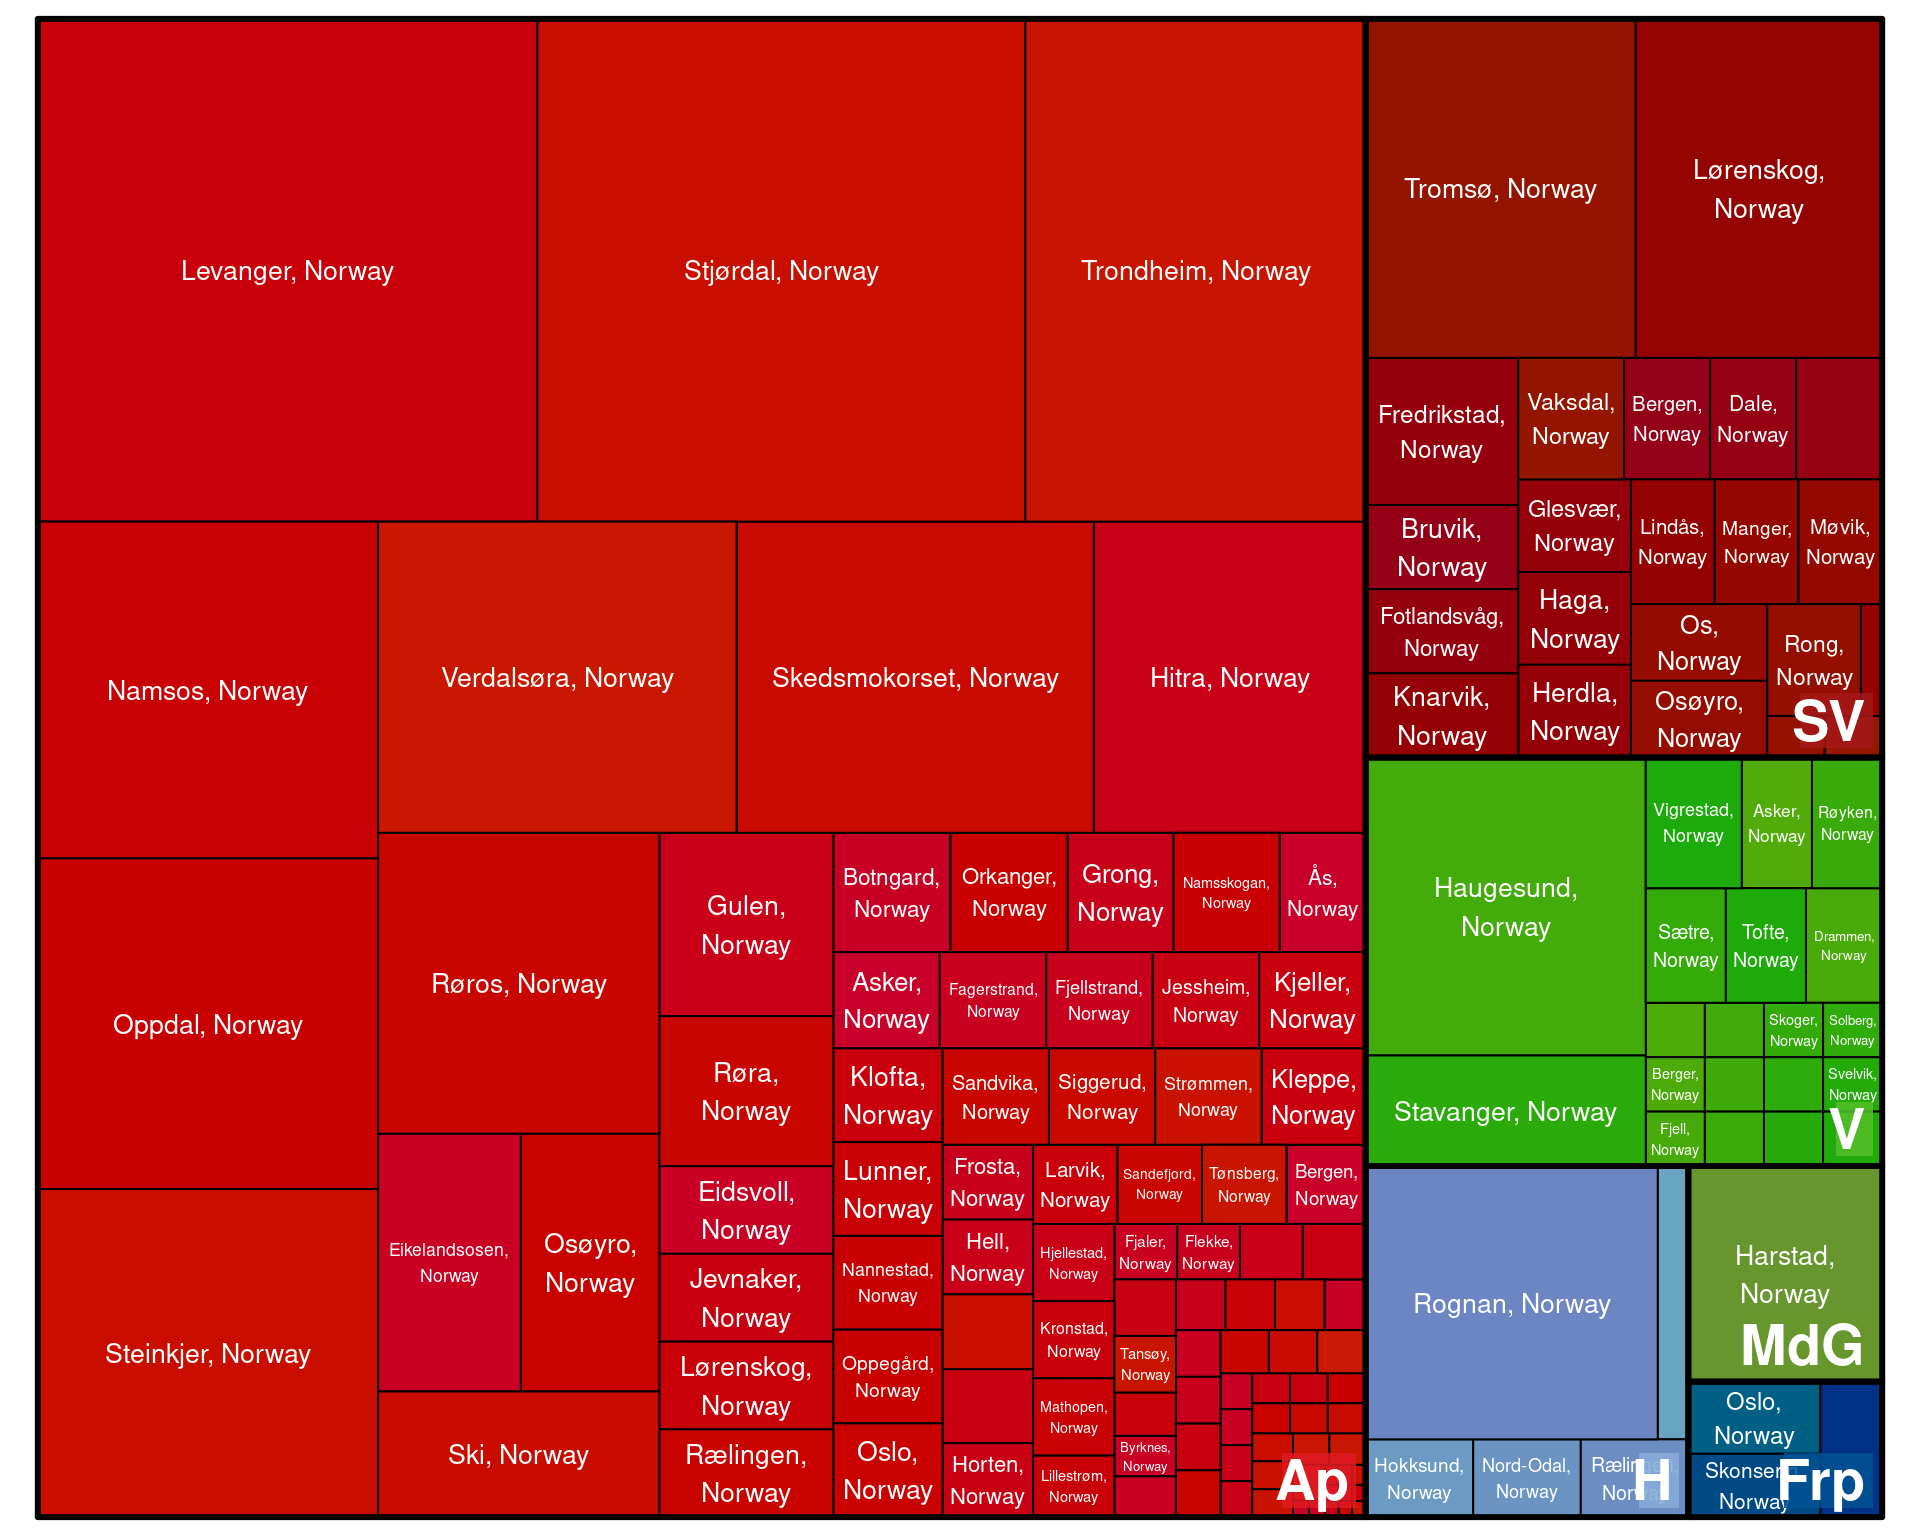 Levanger, Norway
Stjørdal, Norway
Trondheim, Norway
Namsos, Norway
Verdalsøra, Norway
Skedsmokorset, Norway
Hitra, Norway
Oppdal, Norway
Steinkjer, Norway
Røros, Norway
Eikelandsosen,
Norway
Osøyro,
Norway
Ski, Norway
Gulen,
Norway
Røra,
Norway
Eidsvoll,
Norway
Jevnaker,
Norway
Lørenskog,
Norway
Rælingen,
Norway
Botngard,
Norway
Orkanger,
Norway
Grong,
Norway
Namsskogan,
Norway
Ås,
Norway
Asker,
Norway
Fagerstrand,
Norway
Fjellstrand,
Norway
Jessheim,
Norway
Kjeller,
Norway
Klofta,
Norway
Sandvika,
Norway
Siggerud,
Norway
Strømmen,
Norway
Kleppe,
Norway
Lunner,
Norway
Nannestad,
Norway
Oppegård,
Norway
Oslo,
Norway
Frosta,
Norway
Hell,
Norway
Horten,
Norway
Larvik,
Norway
Sandefjord,
Norway
Tønsberg,
Norway
Bergen,
Norway
Hjellestad,
Norway
Kronstad,
Norway
Mathopen,
Norway
Lillestrøm,
Norway
Fjaler,
Norway
Flekke,
Norway
Tansøy,
Norway
Byrknes,
Norway
Ap
Tromsø, Norway
Lørenskog,
Norway
Fredrikstad,
Norway
Bruvik,
Norway
Fotlandsvåg,
Norway
Knarvik,
Norway
Vaksdal,
Norway
Bergen,
Norway
Dale,
Norway
Glesvær,
Norway
Haga,
Norway
Herdla,
Norway
Lindås,
Norway
Manger,
Norway
Møvik,
Norway
Os,
Norway
Osøyro,
Norway
Rong,
Norway
SV
Haugesund,
Norway
Stavanger, Norway
Vigrestad,
Norway
Asker,
Norway
Røyken,
Norway
Sætre,
Norway
Tofte,
Norway
Drammen,
Norway
Skoger,
Norway
Solberg,
Norway
Berger,
Norway
Svelvik,
Norway
Fjell,
Norway
V
Rognan, Norway
Hokksund,
Norway
Nord-Odal,
Norway
Rælingen,
Norway
H
Harstad,
Norway
MdG
Oslo,
Norway
Norway
Frp